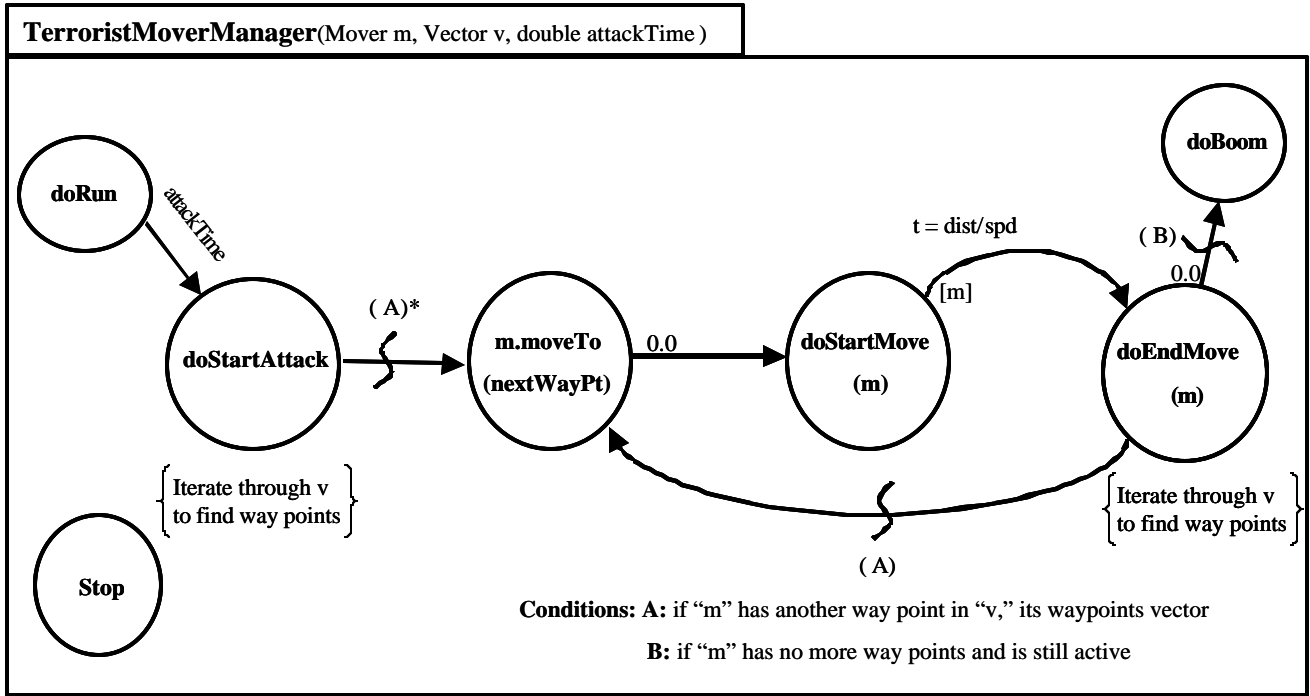 TerroristMoverManager(Mover m, Vector v, double attackTime )
doRun
attackTime
doStartAttack
Iterate through v
to find way points
Stop
( A)*
m.moveTo
(nextWayPt)
0.0
doStartMove
(m)
t = dist/spd
[m]
doEndMove
(m)
Iterate through v
to find way points
0.0
( B)
doBoom
( A)
Conditions: A: if “m” has another way point in “v,” its waypoints vector
B: if “m” has no more way points and is still active